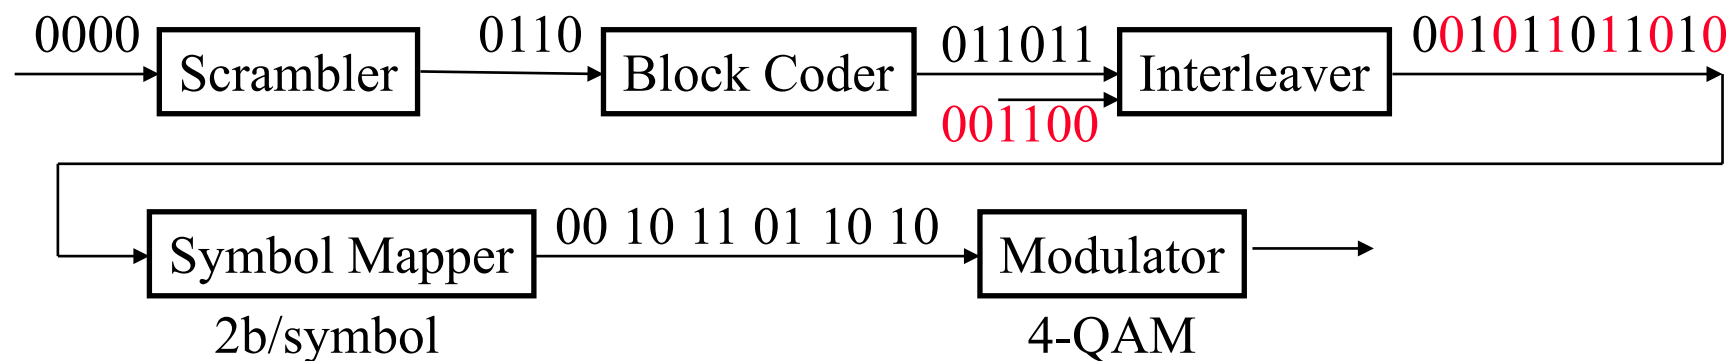 0000 Scrambler 0110 Block Coder 011011 Interleaver 001011011010
001100
Symbol Mapper 00 10 11 01 10 10 Modulator
2b/symbol 4-QAM